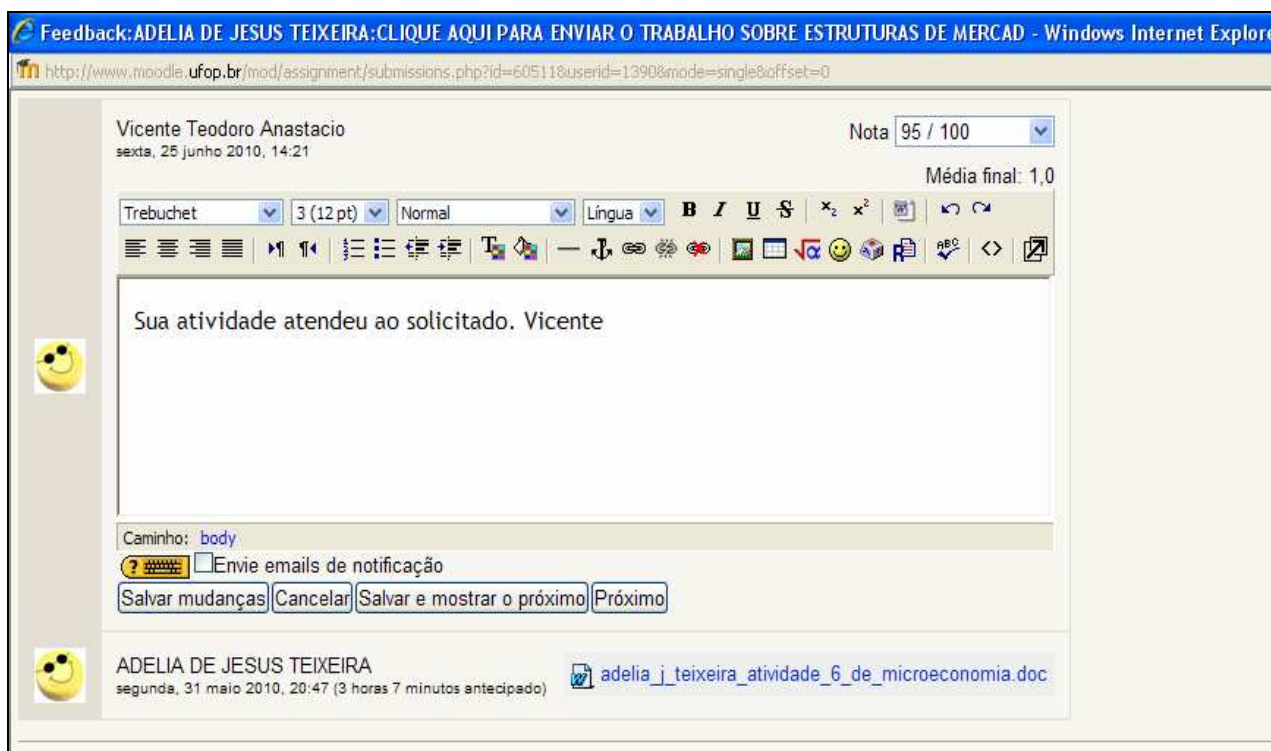 Feedback:ADELIA DE JESUS TEIXEIRA:CLIQUE AQUI PARA ENVIAR O TRABALHO SOBRE ESTRUTURAS DE MERCAD - Windows Internet Explore
http://www.moodle.ufop.br/mod/assignment/submissions.php?id=60511&userid=1390&mode=single&offset=0
Vicente Teodoro Anastacio
Nota 95 / 100
sexta, 25 junho 2010, 14:21
Média final: 1,0
Trebuchet 3 (12 pt) Normal Língua B I U S x₂ x²
Sua atividade atendeu ao solicitado. Vicente
Caminho: body
Envie emails de notificação
Salvar mudanças Cancelar Salvar e mostrar o próximo Próximo
ADELIA DE JESUS TEIXEIRA
adelia_j_teixeira_atividade_6_de_microeconomia.doc
segunda, 31 maio 2010, 20:47 (3 horas 7 minutos antecipado)